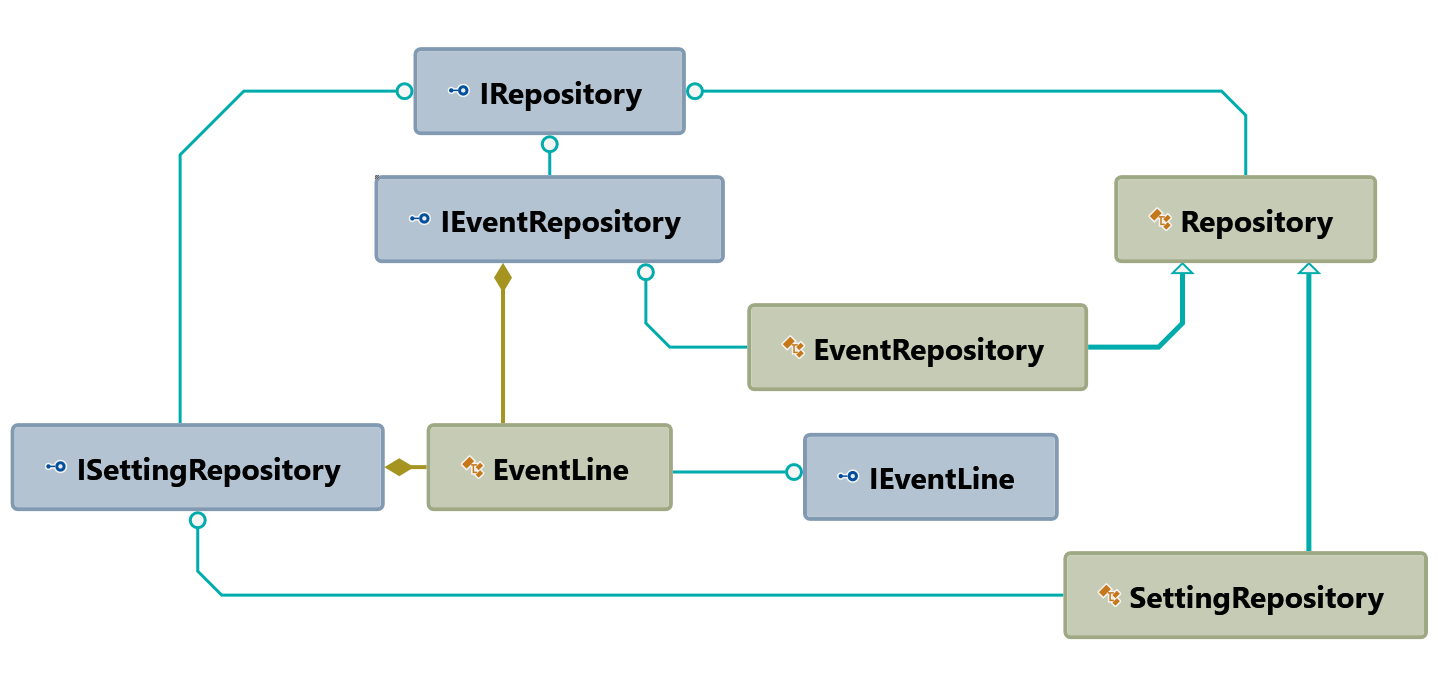 IRepository
IEventRepository
Repository
EventRepository
ISettingRepository
EventLine
IEventLine
SettingRepository